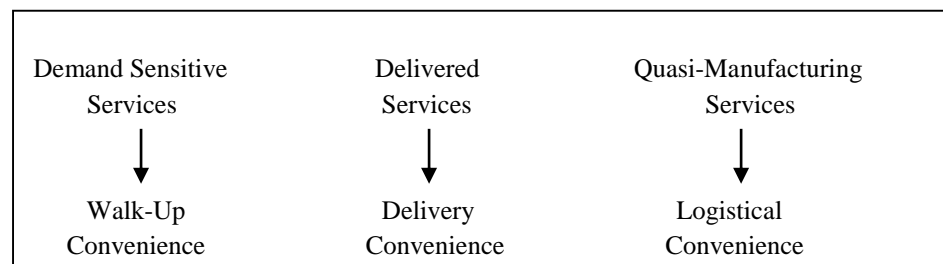 Demand Sensitive
Services
Delivered
Services
Quasi-Manufacturing
Services
Walk-Up
Convenience
Delivery
Convenience
Logistical
Convenience